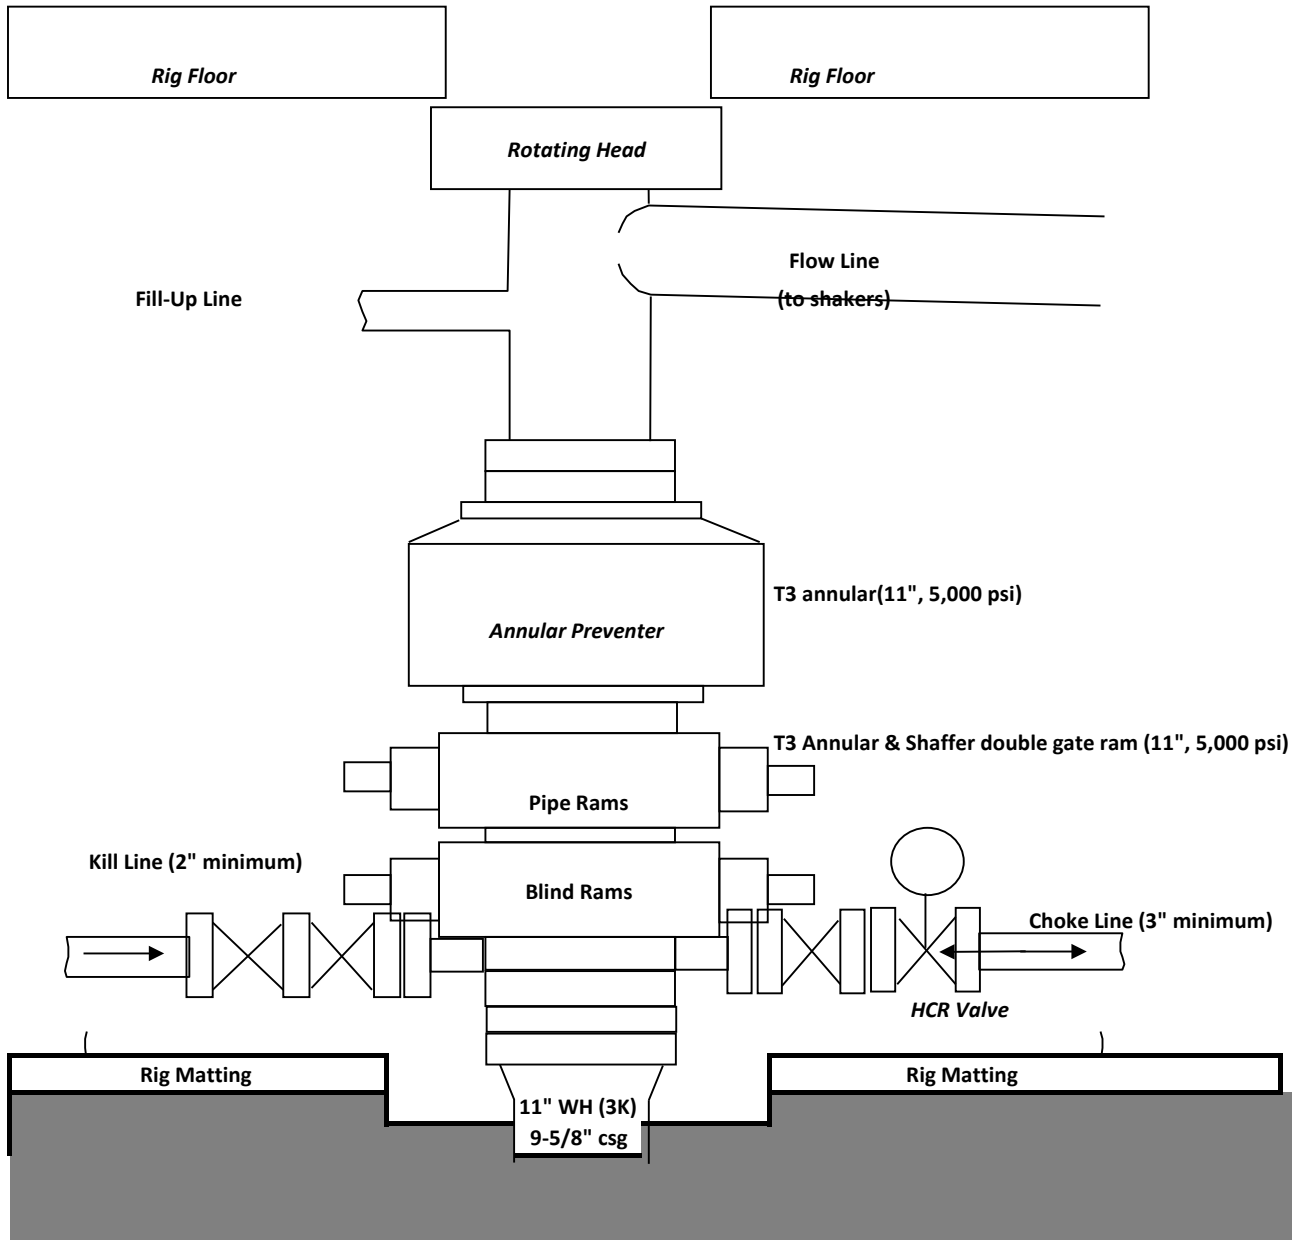 Rig Floor
Rig Floor
Rotating Head
Flow Line
(to shakers)
Fill-Up Line
T3 annular(11", 5,000 psi)
Annular Preventer
T3 Annular & Shaffer double gate ram (11", 5,000 psi)
Pipe Rams
Kill Line (2" minimum)
Blind Rams
Choke Line (3" minimum)
HCR Valve
Rig Matting
Rig Matting
11" WH (3K)
9-5/8" csg